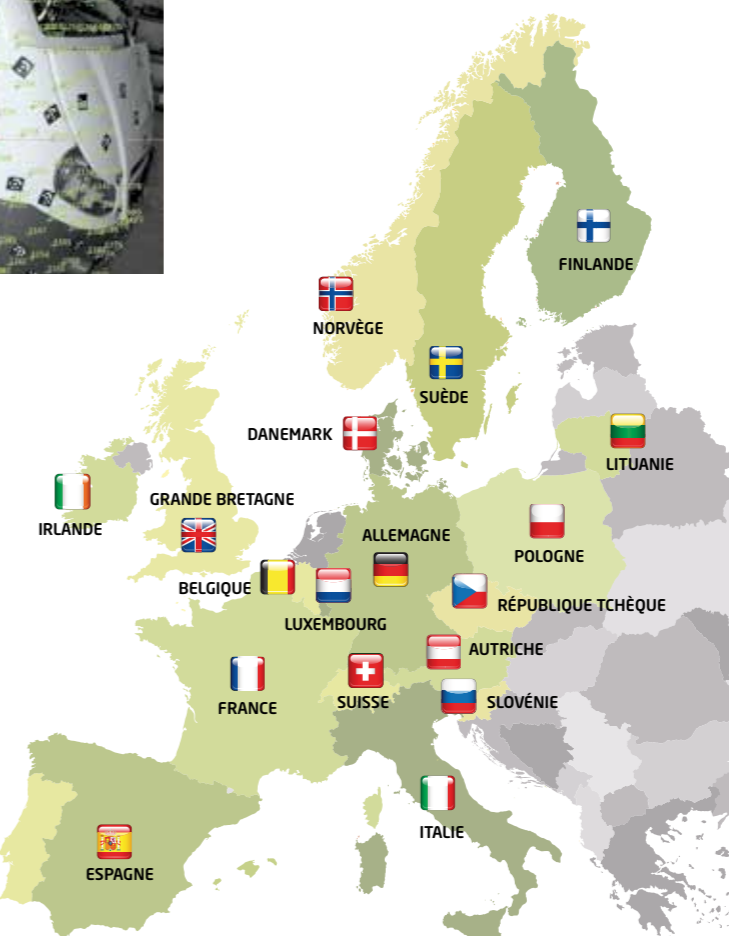 FINLANDE
NORVÈGE
SUÈDE
DANEMARK
LITUANIE
GRANDE BRETAGNE
IRLANDE
ALLEMAGNE
POLOGNE
BELGIQUE
RÉPUBLIQUE TCHÈQUE
LUXEMBOURG
AUTRICHE
SUISSE
SLOVÉNIE
FRANCE
ITALIE
ESPAGNE